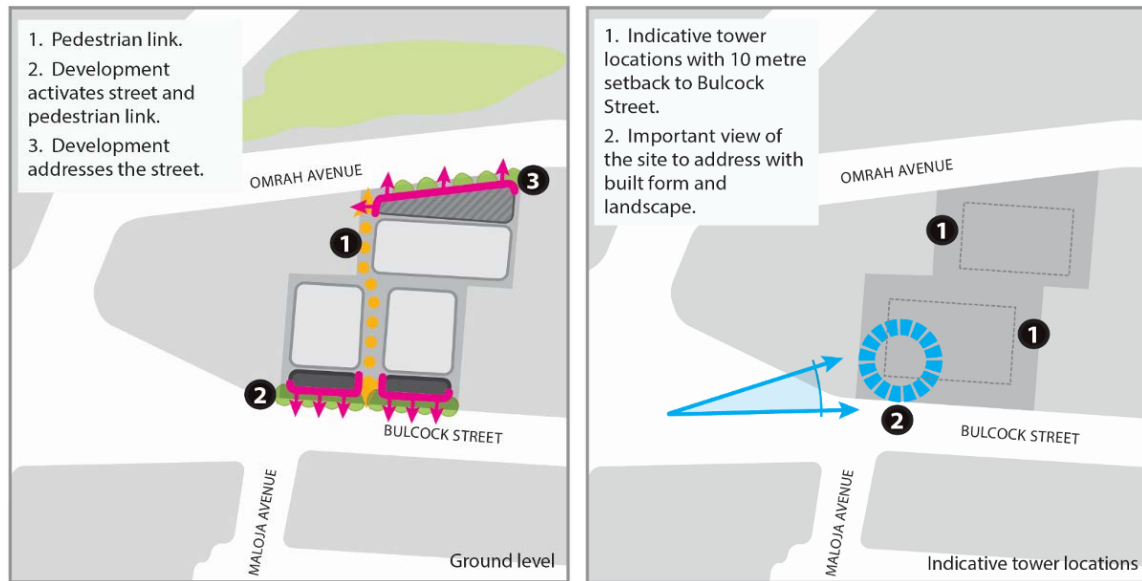 1. Pedestrian link.
2. Development
activates street and
pedestrian link.
3. Development
addresses the street.
OMRAH AVENUE
3
1
2
BULCOCK STREET
MALOJA AVENUE
Ground level
1. Indicative tower
locations with 10 metre
setback to Bulcock
Street.
2. Important view of
the site to address with
built form and
landscape.
OMRAH AVENUE
1
1
2
BULCOCK STREET
MALOJA AVENUE
Indicative tower locations